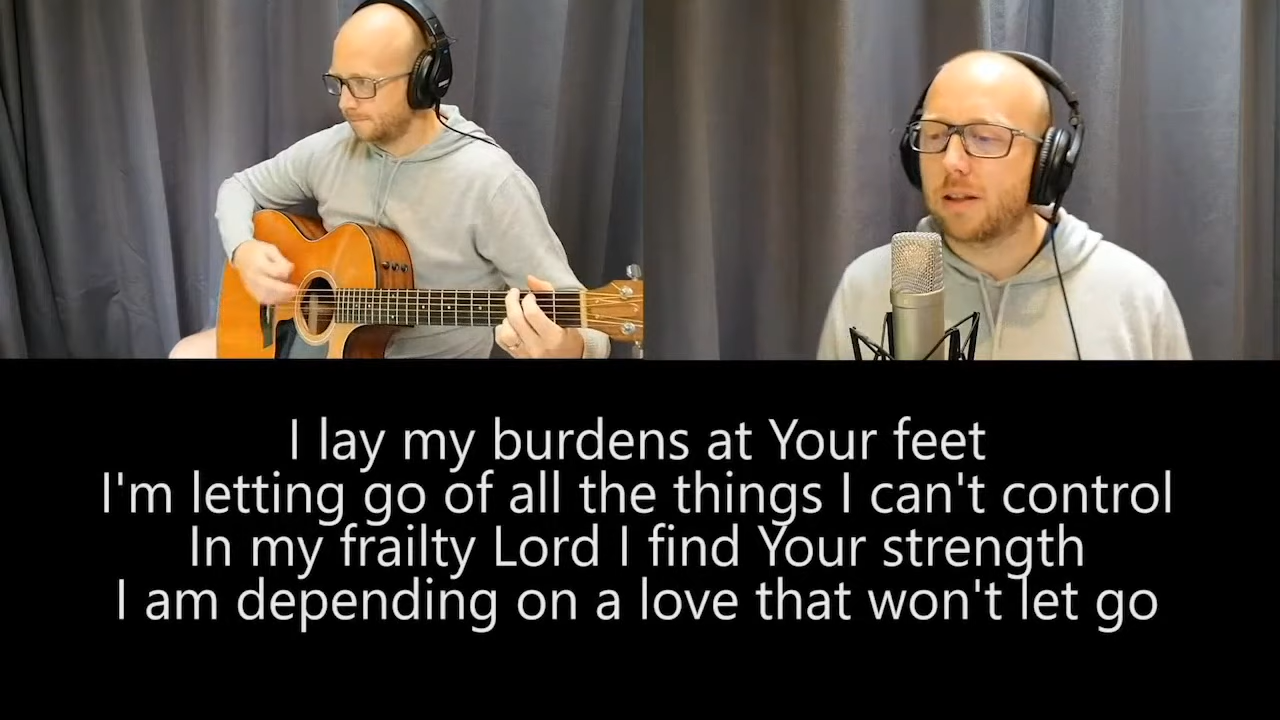 I lay my burdens at Your feet
I'm letting go of all the things I can't control
In my frailty Lord I find Your strength
I am depending on a love that won't let go